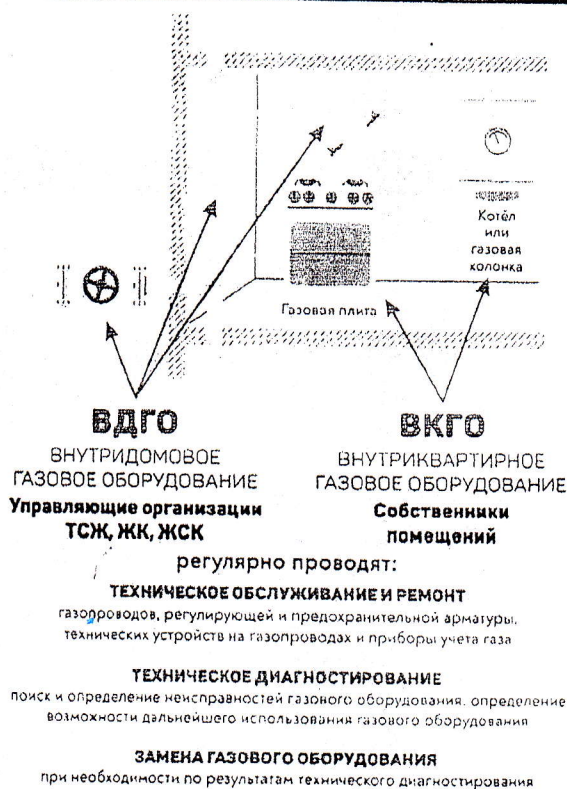 Котёл
или
газовая
колонка
Газовая плита
ВДГО
ВНУТРИДОМОВОЕ
ГАЗОВОЕ ОБОРУДОВАНИЕ
Управляющие организации
ТСЖ, ЖК, ЖСК
ВКГО
ВНУТРИКВАРТИРНОЕ
ГАЗОВОЕ ОБОРУДОВАНИЕ
Собственники
помещений
регулярно проводят:
ТЕХНИЧЕСКОЕ ОБСЛУЖИВАНИЕ И РЕМОНТ
газопроводов, регулирующей и предохранительной арматуры,
технических устройств на газопроводах и приборы учета газа
ТЕХНИЧЕСКОЕ ДИАГНОСТИРОВАНИЕ
поиск и определение неисправностей газового оборудования, определение
возможности дальнейшего использования газового оборудования
ЗАМЕНА ГАЗОВОГО ОБОРУДОВАНИЯ
при необходимости по результатам технического диагностирования